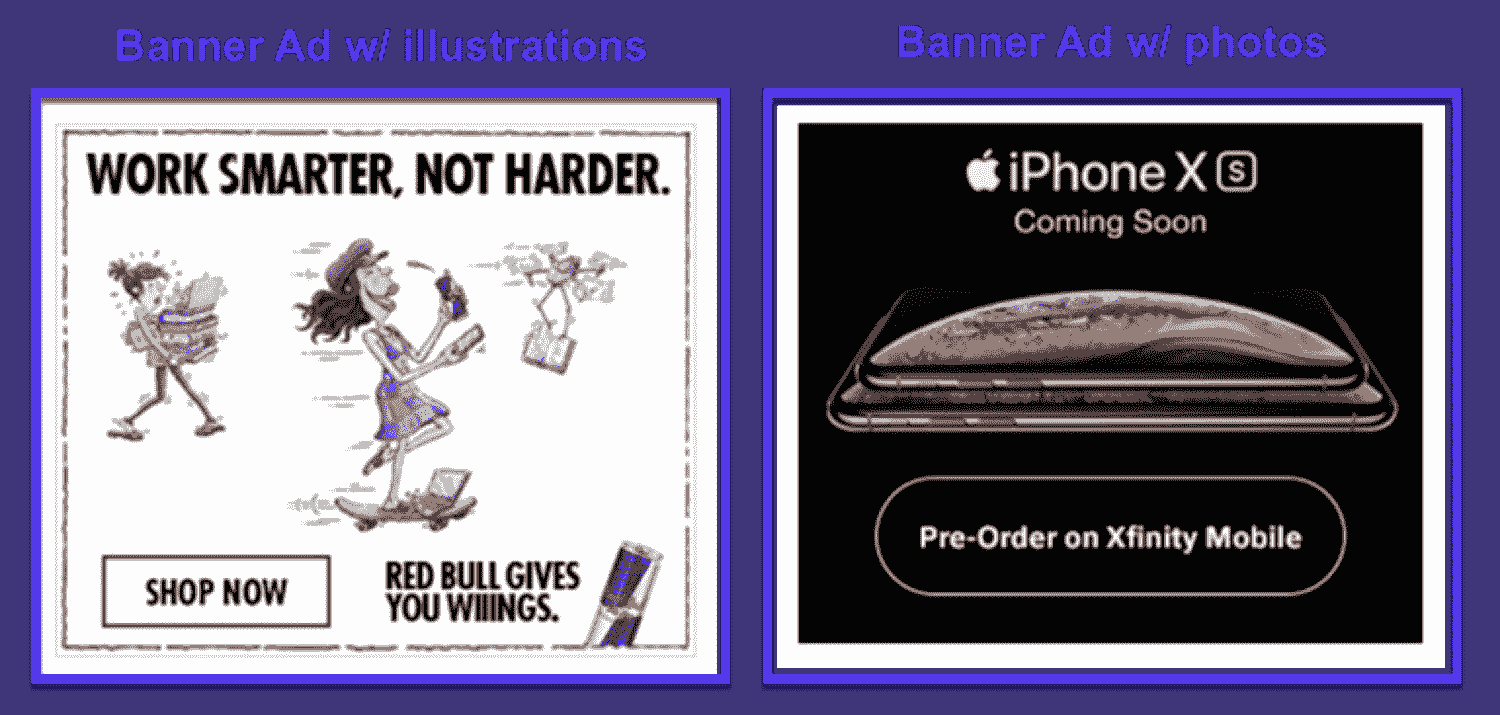 Banner Ad w/ illustrations
WORK SMARTER, NOT HARDER.
SHOP NOW
RED BULL GIVES
YOU WIIINGS.
Banner Ad w/ photos
iPhone X S
Coming Soon
Pre-Order on Xfinity Mobile